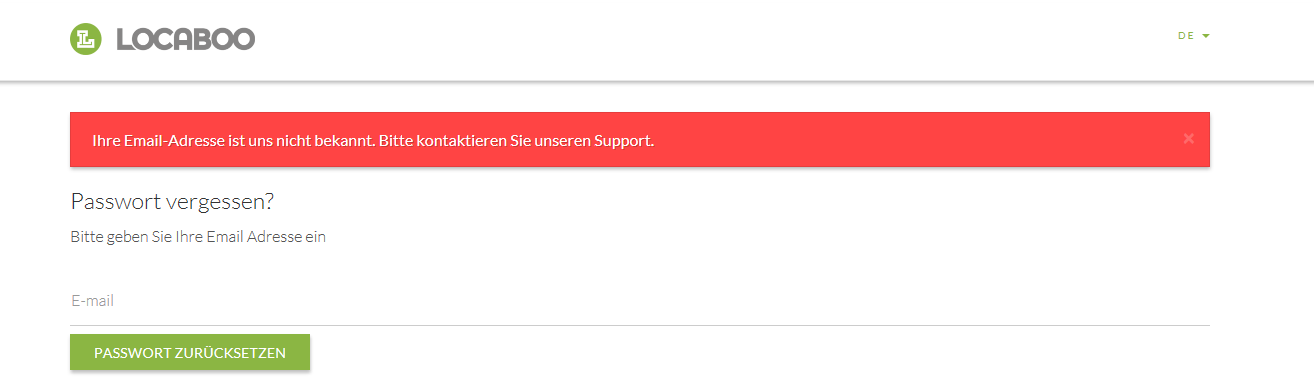 LOCABOO
DE
Ihre Email-Adresse ist uns nicht bekannt. Bitte kontaktieren Sie unseren Support.
×
Passwort vergessen?
Bitte geben Sie Ihre Email Adresse ein
E-mail
PASSWORT ZURÜCKSETZEN